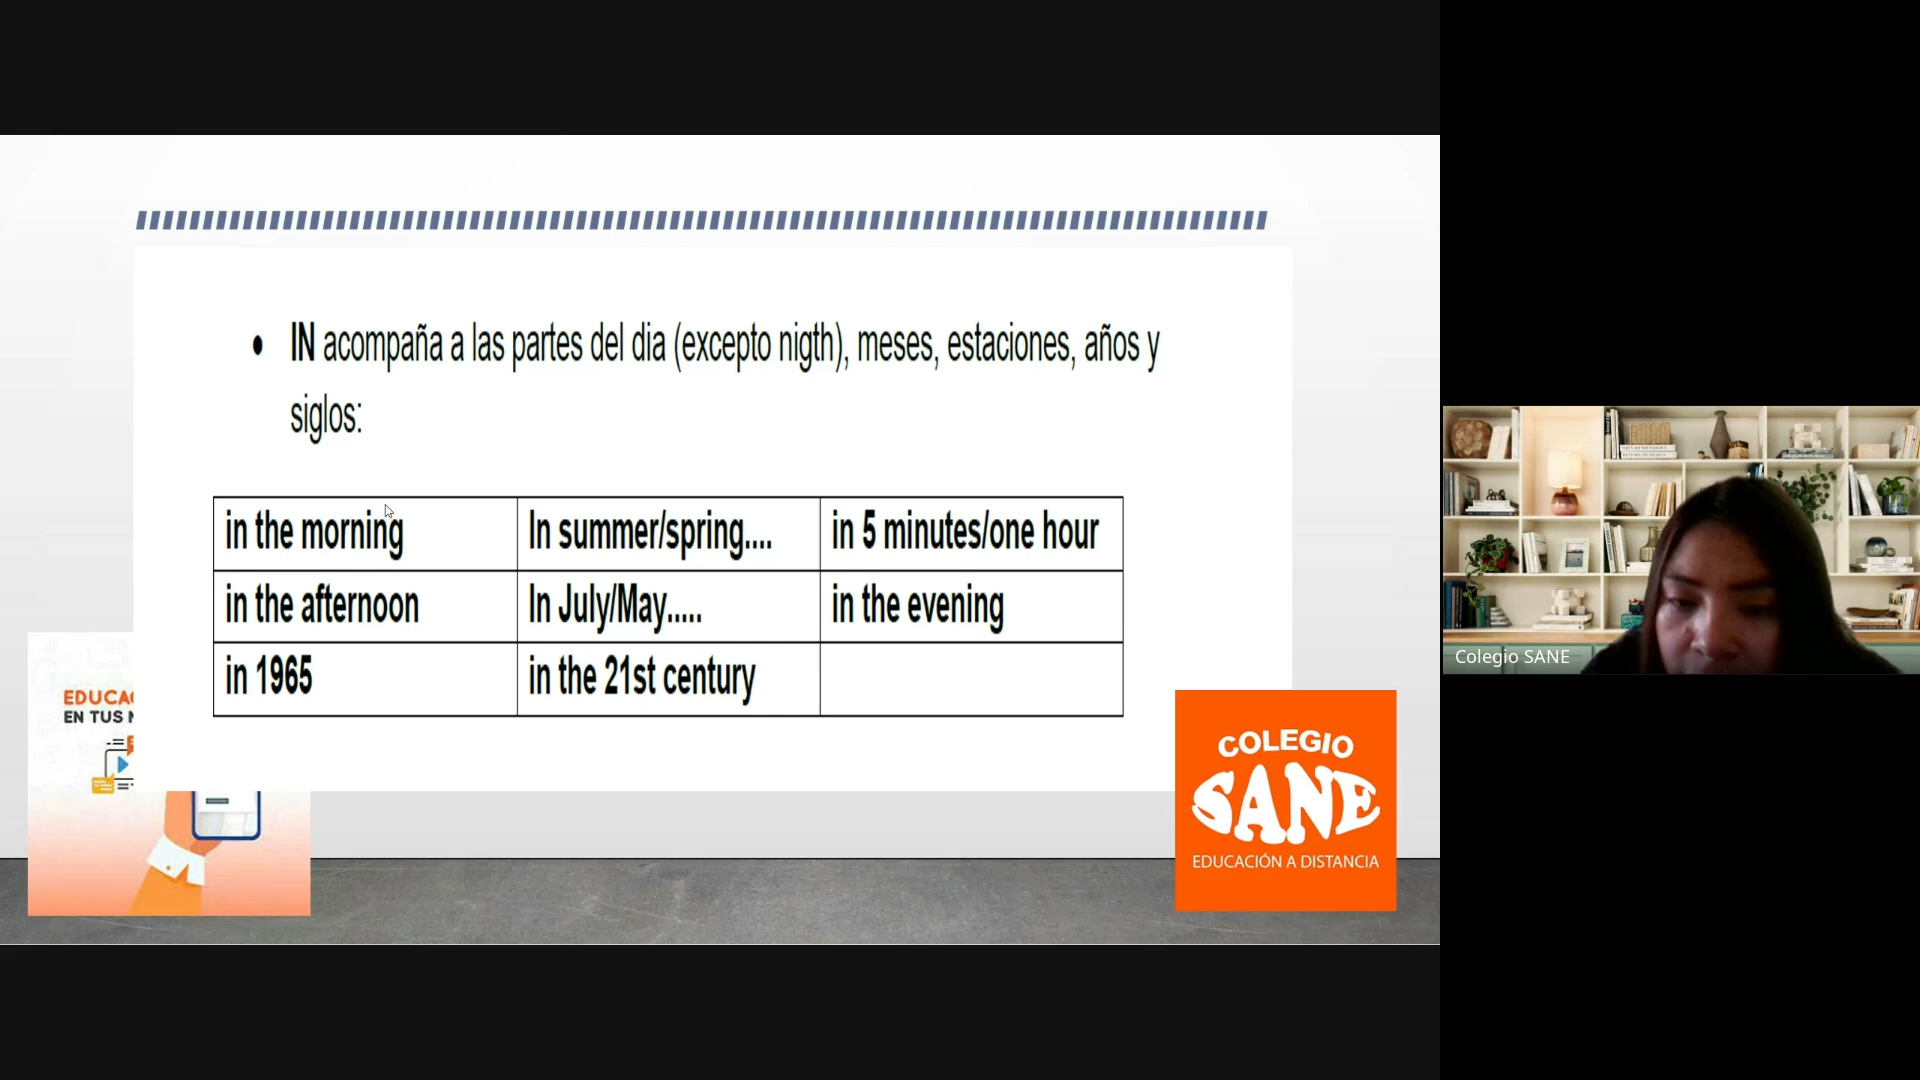 • IN acompaña a las partes del dia (excepto nigth), meses, estaciones, años y
siglos:
in the morning In summer/spring.... in 5 minutes/one hour
in the afternoon In July/May..... in the evening
in 1965 in the 21st century
EDUCA
EN TUS
COLEGIO
SANE
EDUCACIÓN A DISTANCIA
Colegio SANE